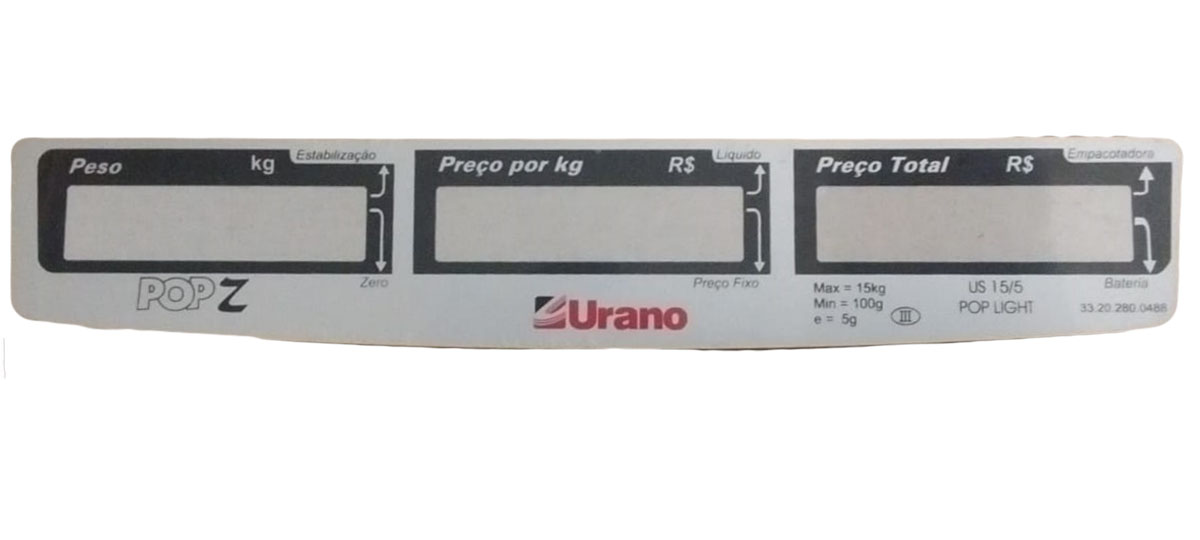 Peso kg Estabilização
Zero
POP Z
Preço por kg R$ Líquido
Preço Fixo
Urano
Preço Total R$ Empacotadora
Bateria
Max = 15kg
Min = 100g
e = 5g III
US 15/5
POP LIGHT
33.20.280.0488